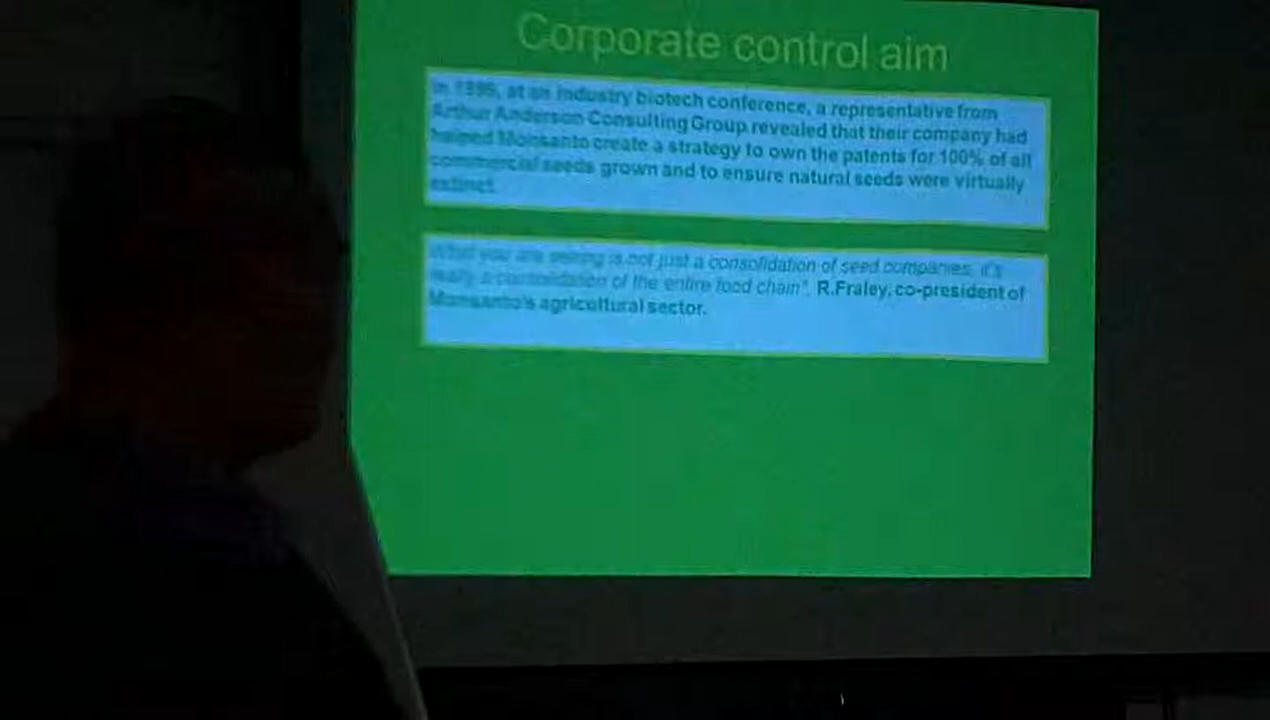 Corporate control aim
In 1999, at an industry biotech conference, a representative from
Arthur Anderson Consulting Group revealed that their company had
helped Monsanto create a strategy to own the patents for 100% of all
commercial seeds grown and to ensure natural seeds were virtually
extinct.
What you are seeing is not just a consolidation of seed companies, it's
really a consolidation of the entire food chain". R.Fraley, co-president of
Monsanto's agricultural sector.